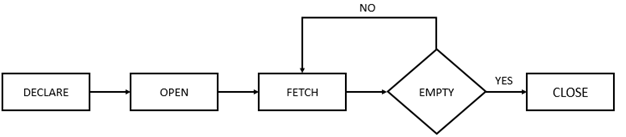 NO
DECLARE
OPEN
FETCH
EMPTY
YES
CLOSE